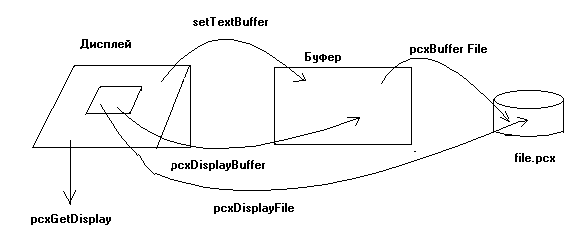 setTextBuffer
Дисплей
Буфер
pcxBuffer File
file.pcx
pcxDisplayBuffer
pcxDisplayFile
pcxGetDisplay